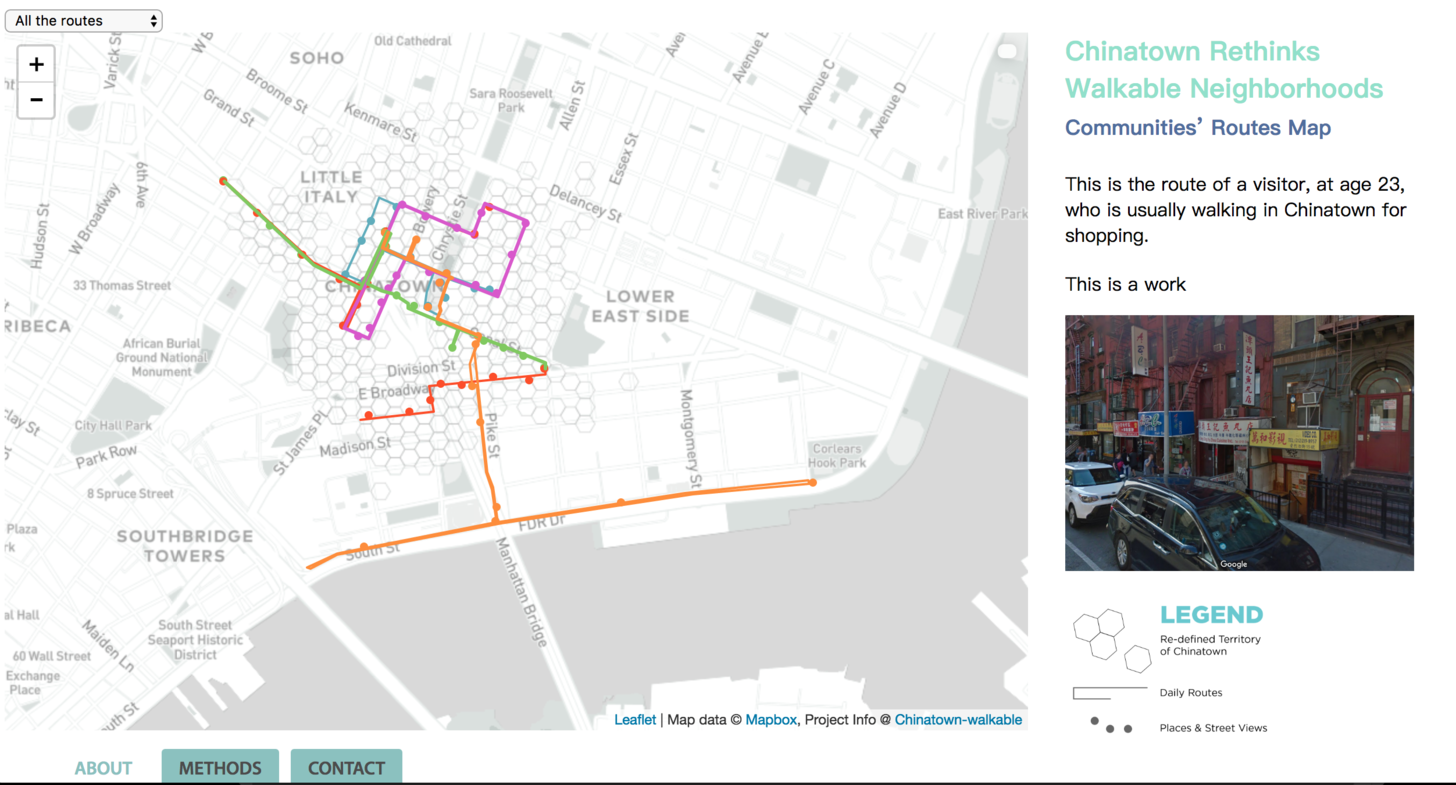 All the routes
+
−
SOHO
Old Cathedral
Varick St
Broome St
Grand St
Kenmare St
Sara Roosevelt
Park
Allen St
Avenue C
Avenue D
Essex St
6th Ave
LITTLE
ITALY
Bowery
Chrystie St
Delancey St
East River Park
Hudson St
W Broadway
33 Thomas Street
CHINATOWN
LOWER
EAST SIDE
African Burial
Ground National
Monument
Division St
E Broadway
Montgomery St
City Hall Park
Park Row
St James Pl
Madison St
Pike St
Corlears
Hook Park
8 Spruce Street
SOUTHBRIDGE
TOWERS
FDR Dr
South St
Manhattan Bridge
South Street
Seaport Historic
District
Maiden Ln
60 Wall Street
Exchange
Place
Leaflet | Map data © Mapbox, Project Info @ Chinatown-walkable
ABOUT
METHODS
CONTACT
Chinatown Rethinks
Walkable Neighborhoods
Communities’ Routes Map
This is the route of a visitor, at age 23,
who is usually walking in Chinatown for
shopping.
This is a work
Google
LEGEND
Re-defined Territory
of Chinatown
Daily Routes
Places & Street Views